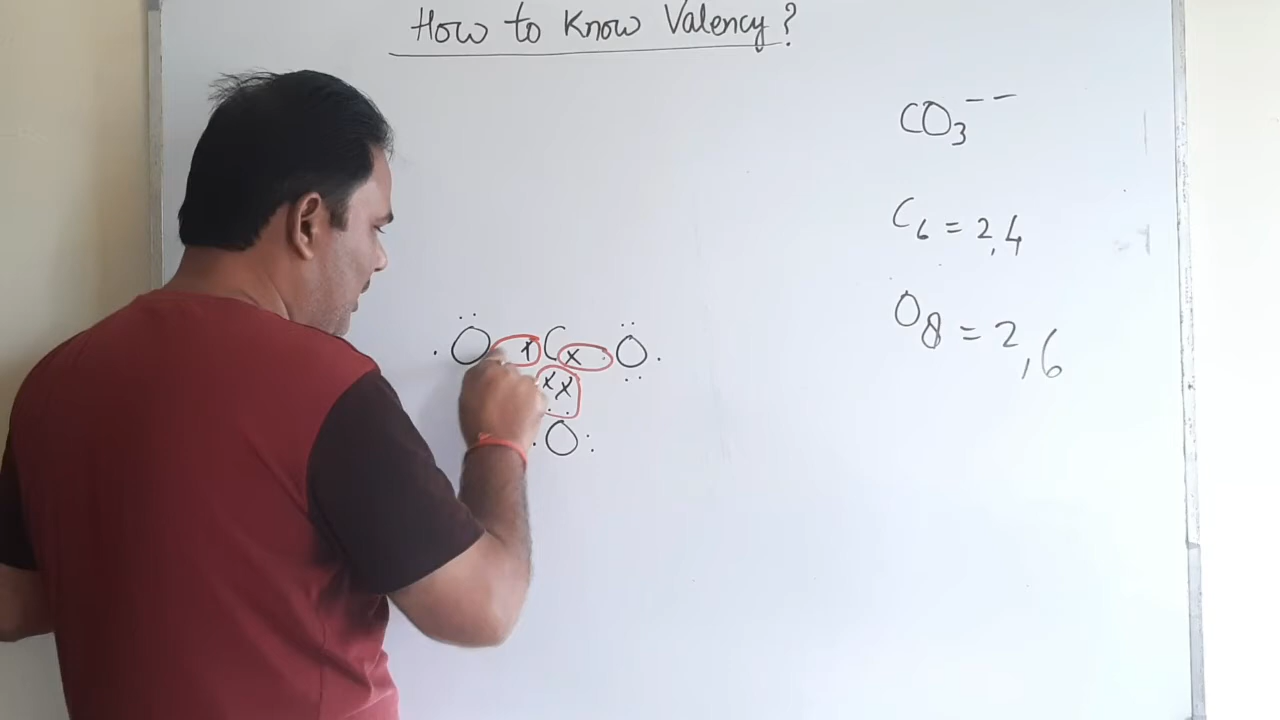 How to Know Valency?
CO₃⁻⁻
C₆ = 2,4
O₈ = 2,6
O x C x O
x x
O